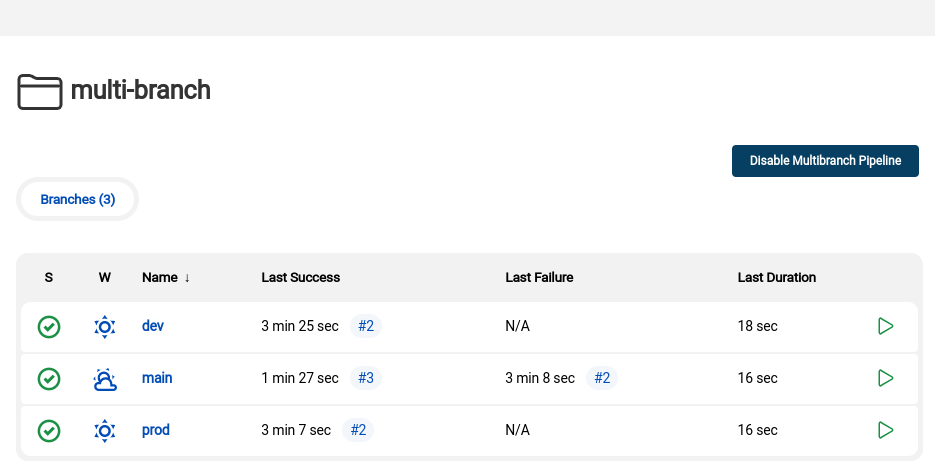 multi-branch
Disable Multibranch Pipeline
Branches (3)
S W Name ↓ Last Success Last Failure Last Duration
dev 3 min 25 sec #2 N/A 18 sec
main 1 min 27 sec #3 3 min 8 sec #2 16 sec
prod 3 min 7 sec #2 N/A 16 sec